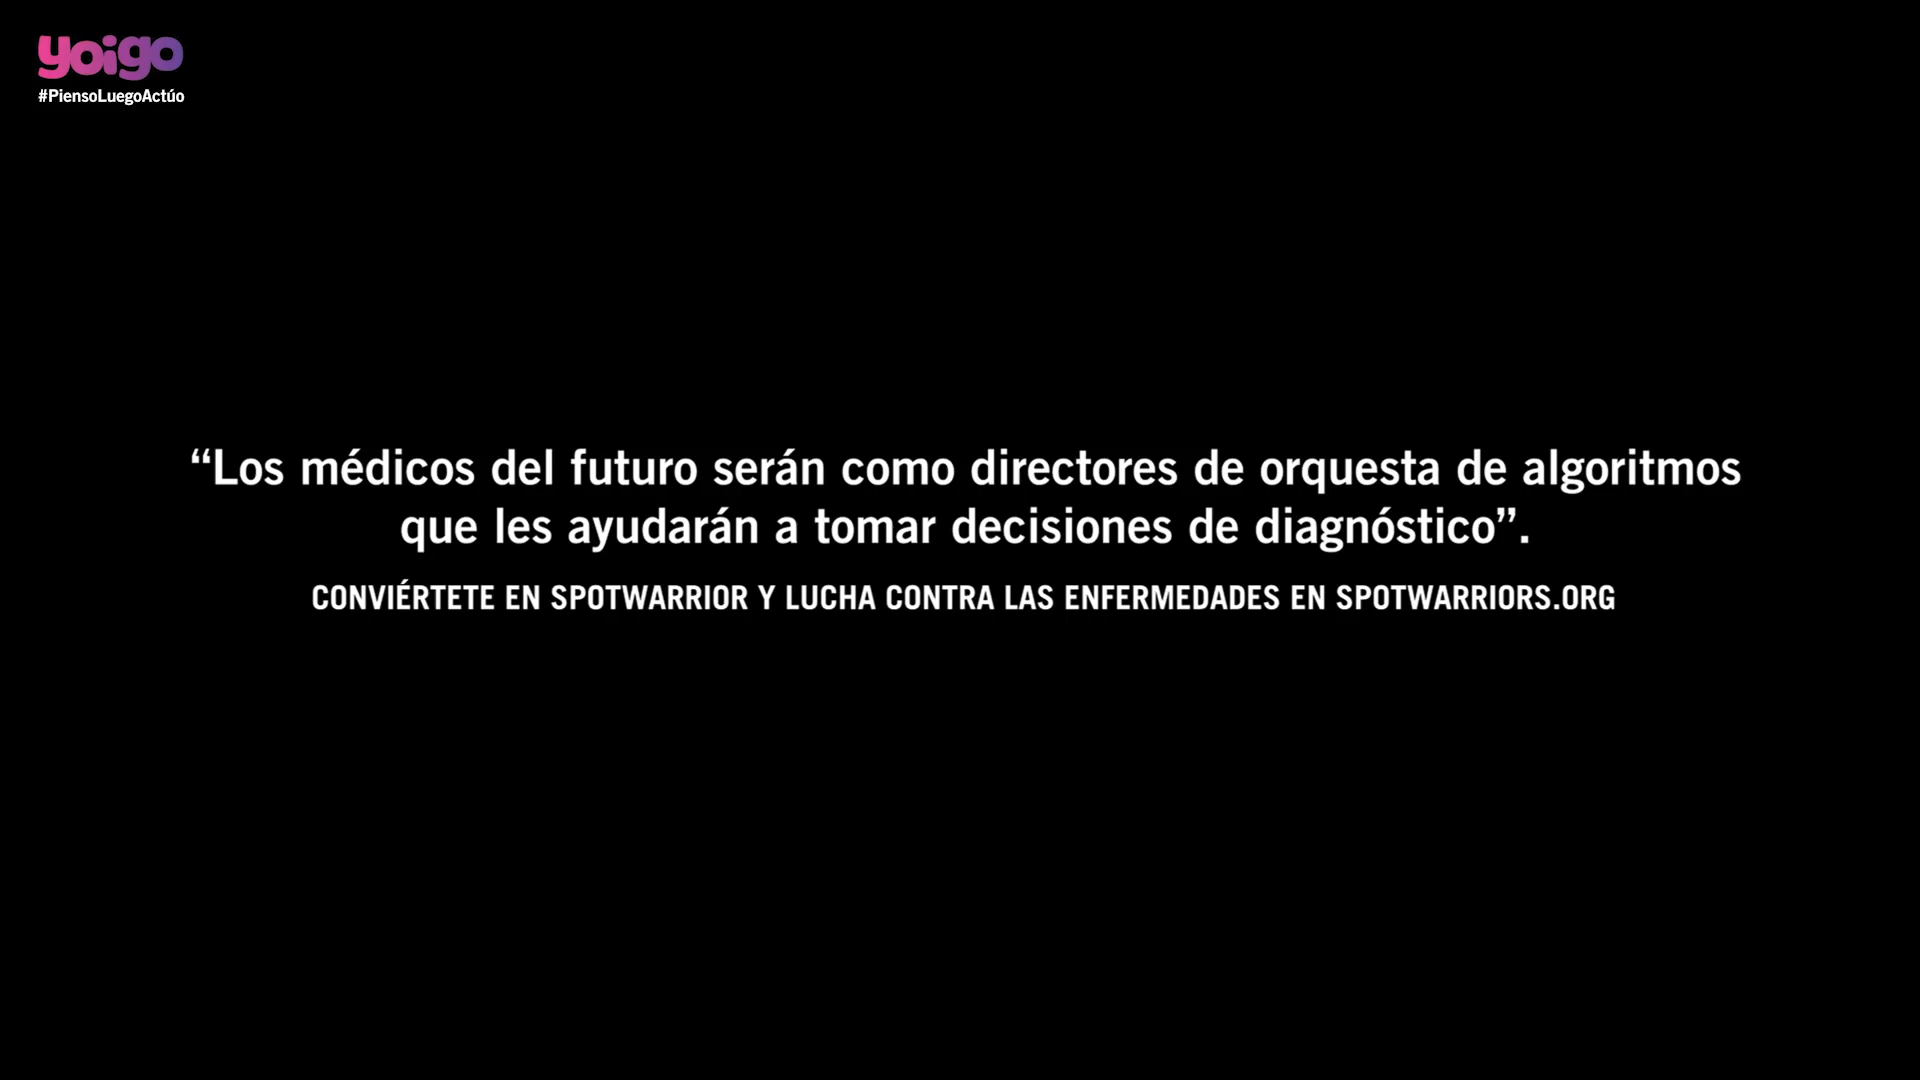 yoigo
#PiensoLuegoActúo
“Los médicos del futuro serán como directores de orquesta de algoritmos
que les ayudarán a tomar decisiones de diagnóstico”.
CONVIÉRTETE EN SPOTWARRIOR Y LUCHA CONTRA LAS ENFERMEDADES EN SPOTWARRIORS.ORG